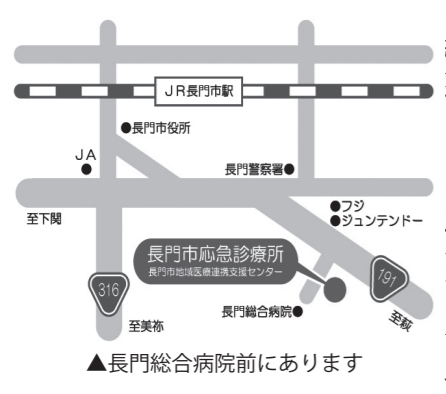 JR長門市駅
●長門市役所
JA
●
長門警察署●
●フジ
●ジュンテンドー
至下関
長門市応急診療所
長門市地域医療連携支援センター
191
316
長門総合病院●
至萩
至美祢
▲長門総合病院前にあります